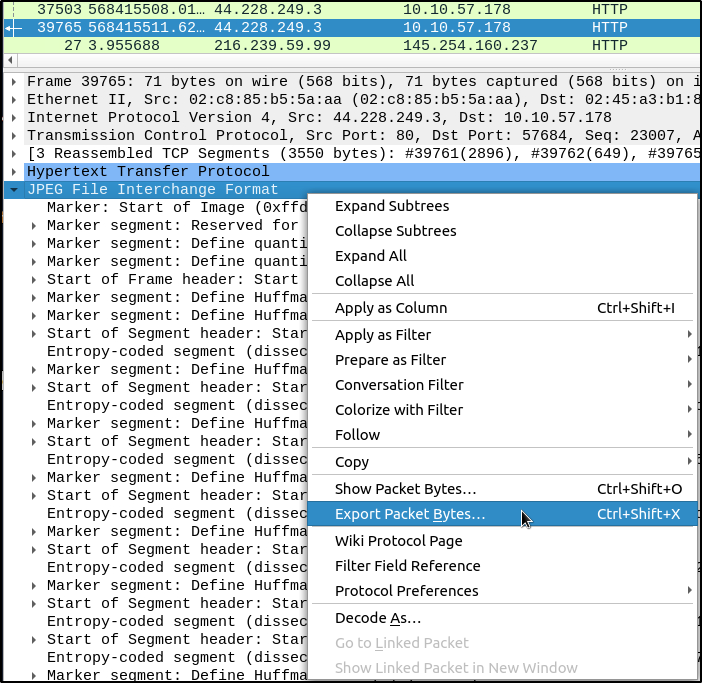 37503 568415508.01… 44.228.249.3 10.10.57.178 HTTP
39765 568415511.62… 44.228.249.3 10.10.57.178 HTTP
27 3.955688 216.239.59.99 145.254.160.237 HTTP
Frame 39765: 71 bytes on wire (568 bits), 71 bytes captured (568 bits) on i
Ethernet II, Src: 02:c8:85:b5:5a:aa (02:c8:85:b5:5a:aa), Dst: 02:45:a3:b1:8
Internet Protocol Version 4, Src: 44.228.249.3, Dst: 10.10.57.178
Transmission Control Protocol, Src Port: 80, Dst Port: 57684, Seq: 23007, A
[3 Reassembled TCP Segments (3550 bytes): #39761(2896), #39762(649), #39765
Hypertext Transfer Protocol
JPEG File Interchange Format
Marker: Start of Image (0xffd
Marker segment: Reserved for
Marker segment: Define quanti
Marker segment: Define quanti
Start of Frame header: Start
Marker segment: Define Huffma
Marker segment: Define Huffma
Start of Segment header: Star
Entropy-coded segment (dissec
Marker segment: Define Huffma
Start of Segment header: Star
Entropy-coded segment (dissec
Marker segment: Define Huffma
Start of Segment header: Star
Entropy-coded segment (dissec
Marker segment: Define Huffma
Start of Segment header: Star
Entropy-coded segment (dissec
Marker segment: Define Huffma
Start of Segment header: Star
Entropy-coded segment (dissec
Marker segment: Define Huffma
Start of Segment header: Star
Entropy-coded segment (dissec
Start of Segment header: Star
Entropy-coded segment (dissec
Marker segment: Define Huffma
Expand Subtrees
Collapse Subtrees
Expand All
Collapse All
Apply as Column Ctrl+Shift+I
Apply as Filter
Prepare as Filter
Conversation Filter
Colorize with Filter
Follow
Copy
Show Packet Bytes… Ctrl+Shift+O
Export Packet Bytes… Ctrl+Shift+X
Wiki Protocol Page
Filter Field Reference
Protocol Preferences
Decode As…
Go to Linked Packet
Show Linked Packet in New Window